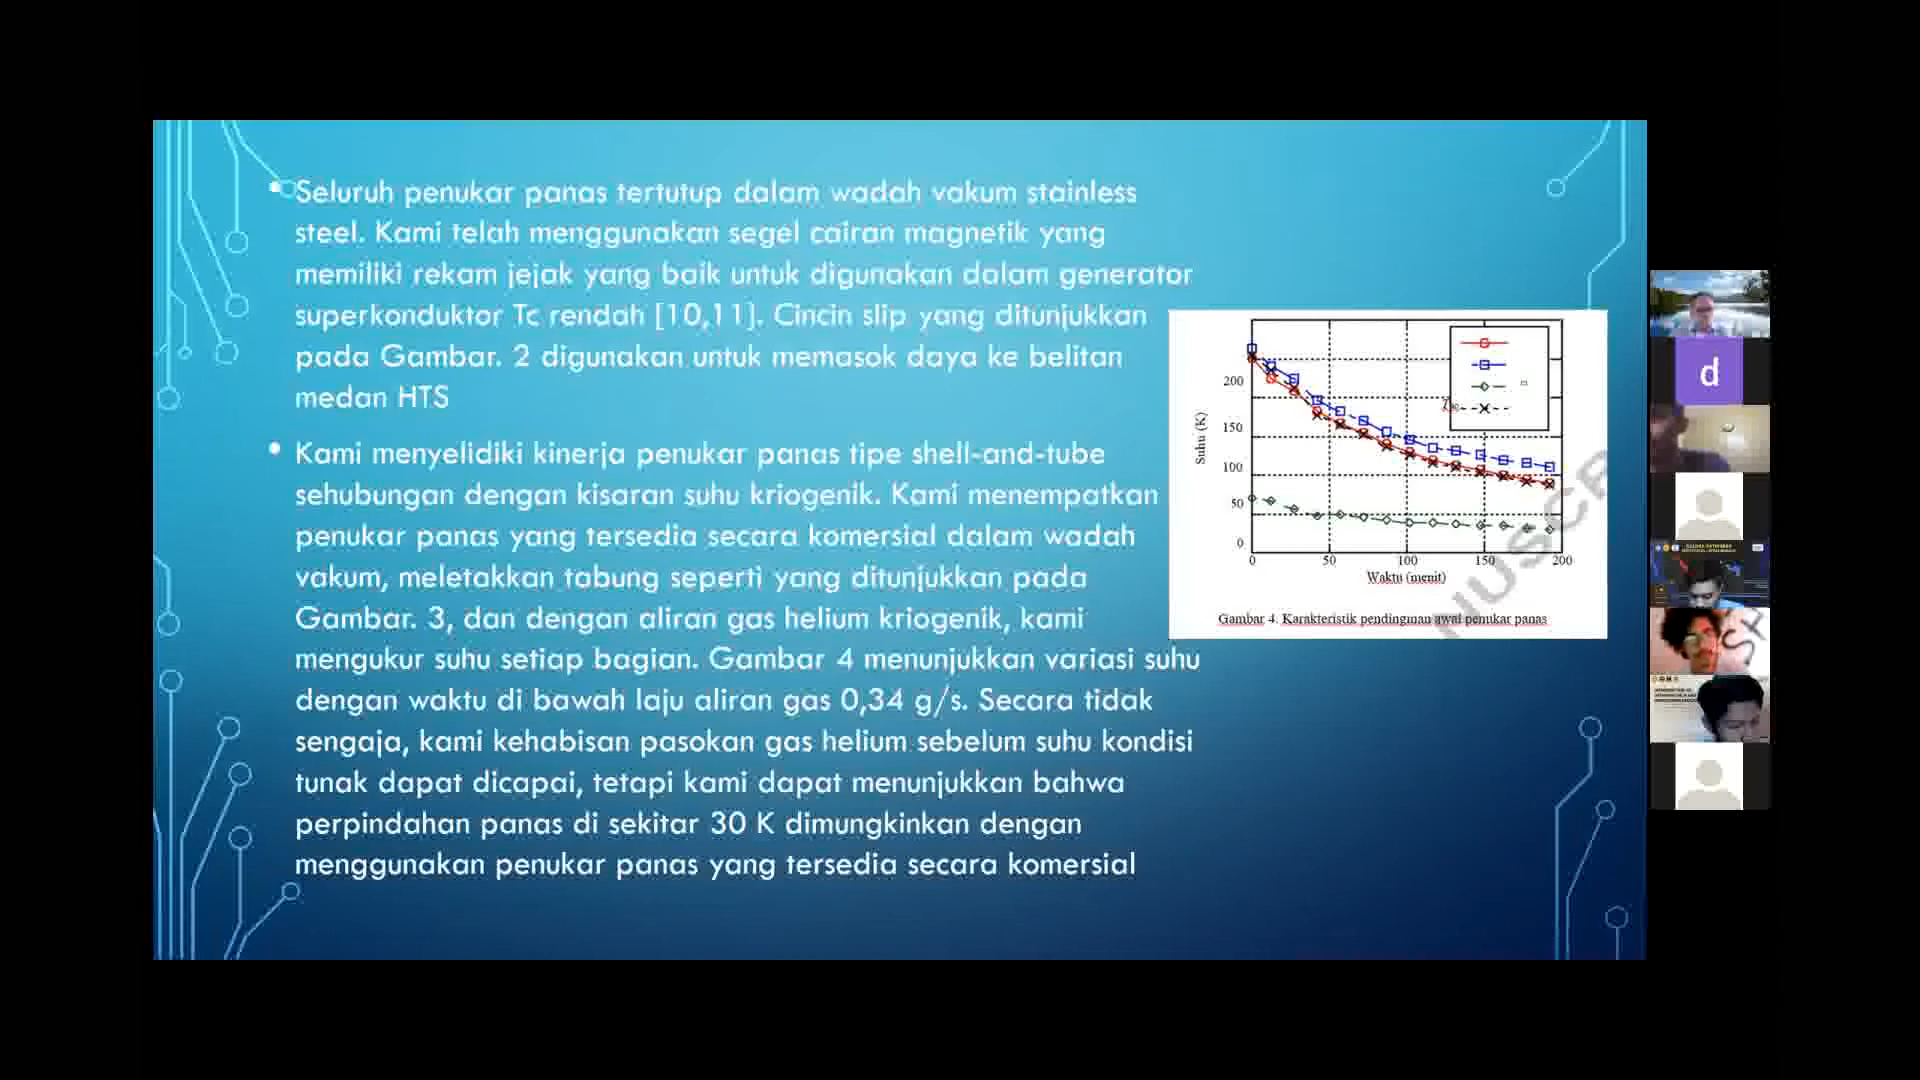 Seluruh penukar panas tertutup dalam wadah vakum stainless
steel. Kami telah menggunakan segel cairan magnetik yang
memiliki rekam jejak yang baik untuk digunakan dalam generator
superkonduktor Tc rendah [10,11]. Cincin slip yang ditunjukkan
pada Gambar. 2 digunakan untuk memasok daya ke belitan
medan HTS
Kami menyelidiki kinerja penukar panas tipe shell-and-tube
sehubungan dengan kisaran suhu kriogenik. Kami menempatkan
penukar panas yang tersedia secara komersial dalam wadah
vakum, meletakkan tabung seperti yang ditunjukkan pada
Gambar. 3, dan dengan aliran gas helium kriogenik, kami
mengukur suhu setiap bagian. Gambar 4 menunjukkan variasi suhu
dengan waktu di bawah laju aliran gas 0,34 g/s. Secara tidak
sengaja, kami kehabisan pasokan gas helium sebelum suhu kondisi
tunak dapat dicapai, tetapi kami dapat menunjukkan bahwa
perpindahan panas di sekitar 30 K dimungkinkan dengan
menggunakan penukar panas yang tersedia secara komersial
Suhu (K)
200
150
100
50
0
0 50 100 150 200
Waktu (menit)
Gambar 4. Karakteristik pendinginan awal penukar panas
NUSCR
d